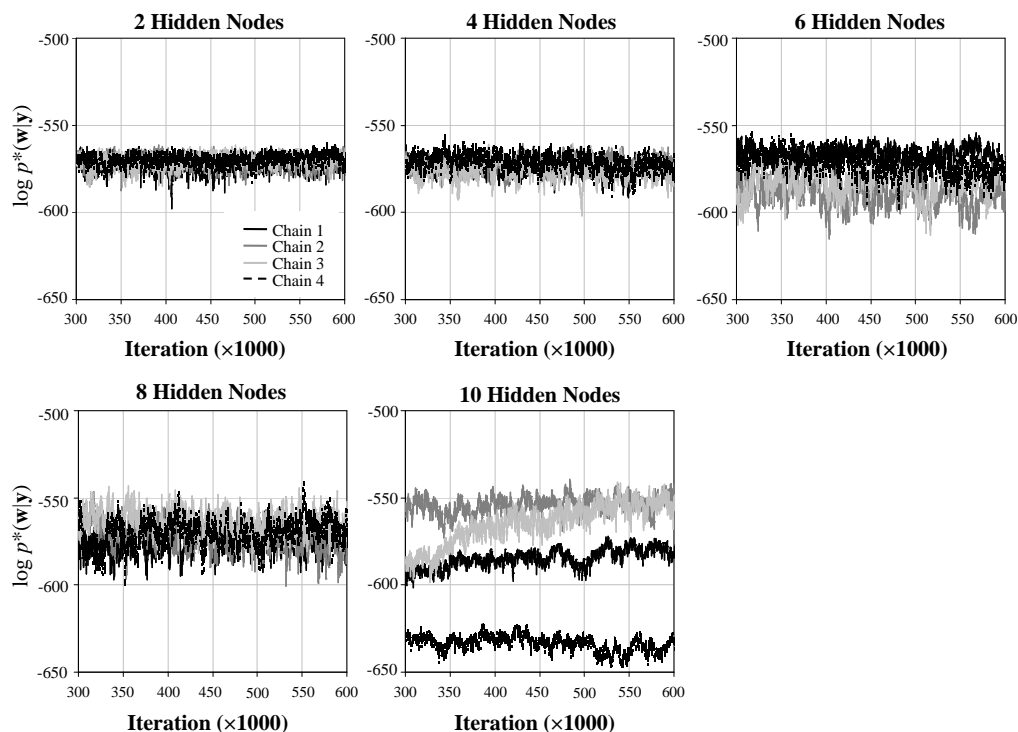 2 Hidden Nodes
-500
-550
-600
-650
log p*(w|y)
Chain 1
Chain 2
Chain 3
Chain 4
300 350 400 450 500 550 600
Iteration (×1000)
4 Hidden Nodes
-500
-550
-600
-650
300 350 400 450 500 550 600
Iteration (×1000)
6 Hidden Nodes
-500
-550
-600
-650
300 350 400 450 500 550 600
Iteration (×1000)
8 Hidden Nodes
-500
-550
-600
-650
log p*(w|y)
300 350 400 450 500 550 600
Iteration (×1000)
10 Hidden Nodes
-500
-550
-600
-650
300 350 400 450 500 550 600
Iteration (×1000)